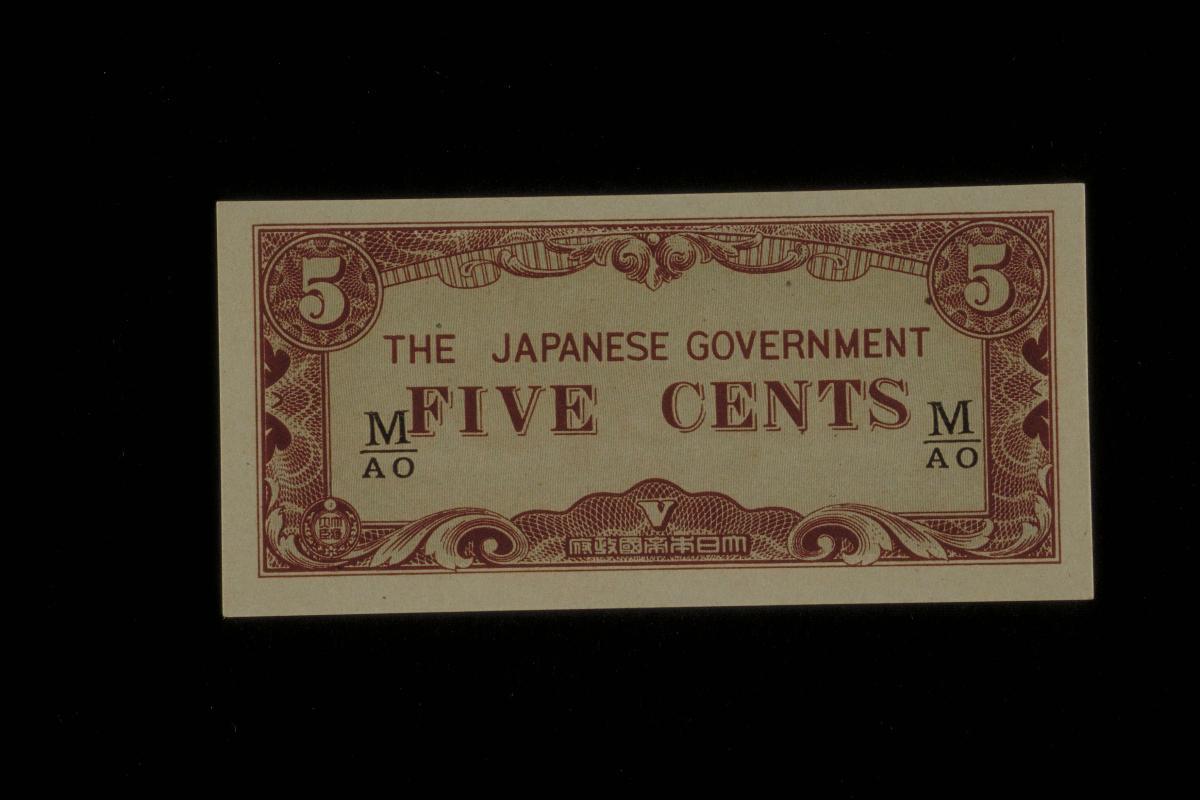 5 5
THE JAPANESE GOVERNMENT
FIVE CENTS
M M
AO AO
V
府政國帝本日大